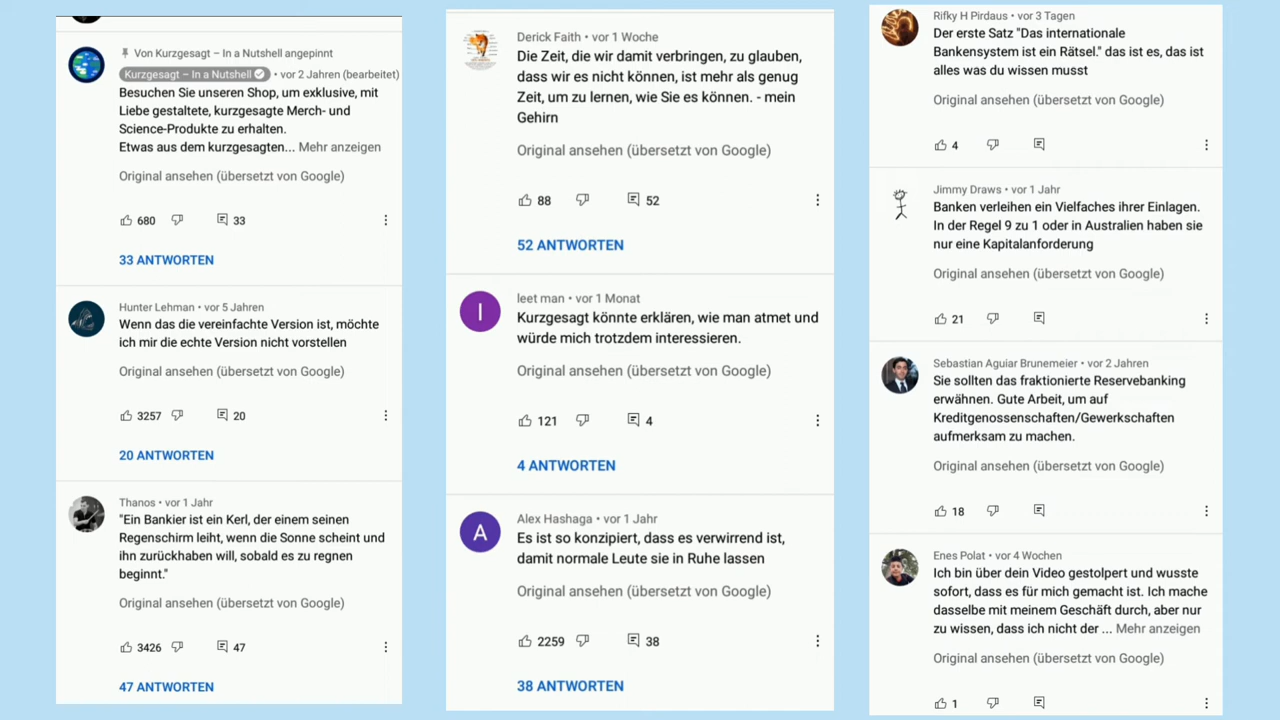 Von Kurzgesagt – In a Nutshell angepinnt
Kurzgesagt – In a Nutshell • vor 2 Jahren (bearbeitet)
Besuchen Sie unseren Shop, um exklusive, mit
Liebe gestaltete, kurzgesagte Merch- und
Science-Produkte zu erhalten.
Etwas aus dem kurzgesagten... Mehr anzeigen
Original ansehen (übersetzt von Google)
680 33
33 ANTWORTEN
Hunter Lehman • vor 5 Jahren
Wenn das die vereinfachte Version ist, möchte
ich mir die echte Version nicht vorstellen
Original ansehen (übersetzt von Google)
3257 20
20 ANTWORTEN
Thanos • vor 1 Jahr
"Ein Bankier ist ein Kerl, der einem seinen
Regenschirm leiht, wenn die Sonne scheint und
ihn zurückhaben will, sobald es zu regnen
beginnt."
Original ansehen (übersetzt von Google)
3426 47
47 ANTWORTEN
Derick Faith • vor 1 Woche
Die Zeit, die wir damit verbringen, zu glauben,
dass wir es nicht können, ist mehr als genug
Zeit, um zu lernen, wie Sie es können. - mein
Gehirn
Original ansehen (übersetzt von Google)
88 52
52 ANTWORTEN
I
leet man • vor 1 Monat
Kurzgesagt könnte erklären, wie man atmet und
würde mich trotzdem interessieren.
Original ansehen (übersetzt von Google)
121 4
4 ANTWORTEN
A
Alex Hashaga • vor 1 Jahr
Es ist so konzipiert, dass es verwirrend ist,
damit normale Leute sie in Ruhe lassen
Original ansehen (übersetzt von Google)
2259 38
38 ANTWORTEN
Rifky H Pirdaus • vor 3 Tagen
Der erste Satz "Das internationale
Bankensystem ist ein Rätsel." das ist es, das ist
alles was du wissen musst
Original ansehen (übersetzt von Google)
4
Jimmy Draws • vor 1 Jahr
Banken verleihen ein Vielfaches ihrer Einlagen.
In der Regel 9 zu 1 oder in Australien haben sie
nur eine Kapitalanforderung
Original ansehen (übersetzt von Google)
21
Sebastian Aguiar Brunemeier • vor 2 Jahren
Sie sollten das fraktionierte Reservebanking
erwähnen. Gute Arbeit, um auf
Kreditgenossenschaften/Gewerkschaften
aufmerksam zu machen.
Original ansehen (übersetzt von Google)
18
Enes Polat • vor 4 Wochen
Ich bin über dein Video gestolpert und wusste
sofort, dass es für mich gemacht ist. Ich mache
dasselbe mit meinem Geschäft durch, aber nur
zu wissen, dass ich nicht der ... Mehr anzeigen
Original ansehen (übersetzt von Google)
1